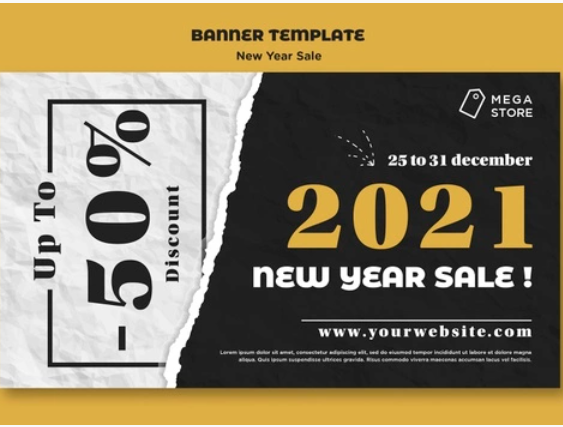 BANNER TEMPLATE
New Year Sale
Up To
-50%
Discount
MEGA
STORE
25 to 31 december
2021
NEW YEAR SALE !
www.yourwebsite.com
Lorem ipsum dolor sit amet, consectetur adipiscing elit, sed do eiusmod tempor incididunt ut labore et dolore magna
aliqua. Quis ipsum suspendisse ultrices gravida. Risus commodo viverra maecenas accumsan lacus vel facilisis.